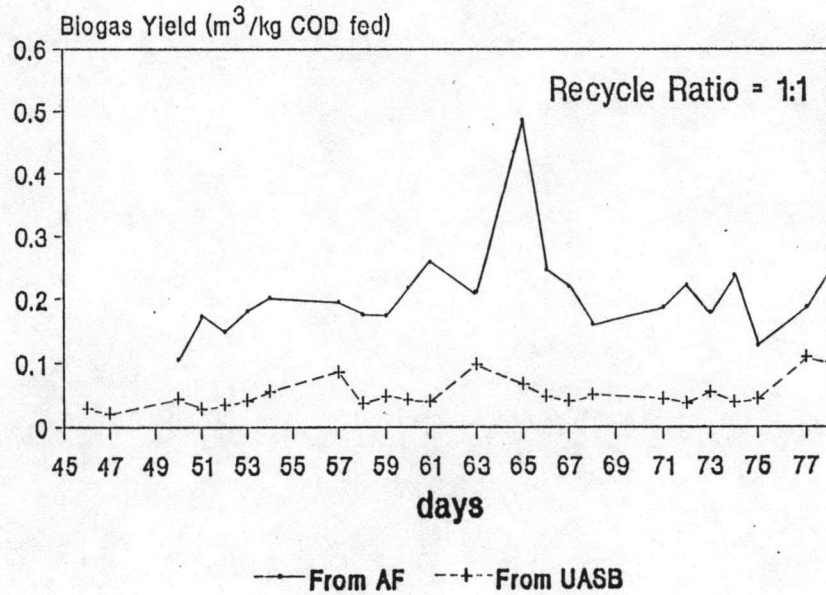 Biogas Yield (m³/kg COD fed)
0.6
Recycle Ratio = 1:1
0.5
0.4
0.3
0.2
0.1
0
45 47 49 51 53 55 57 59 61 63 65 67 69 71 73 75 77
days
From AF From UASB